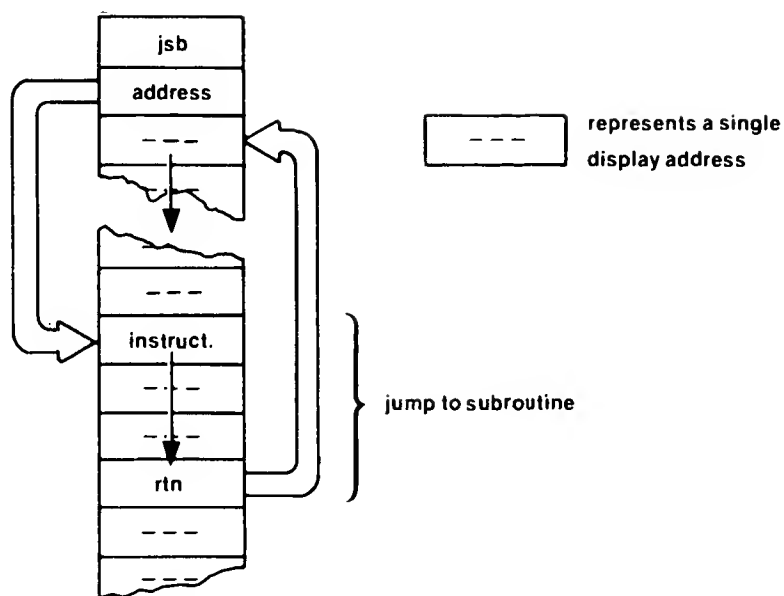 jsb
address
- - -
- - -
- - -
- - -
instruct.
- - -
- - -
rtn
- - -
- - -
- - -
represents a single
display address
jump to subroutine